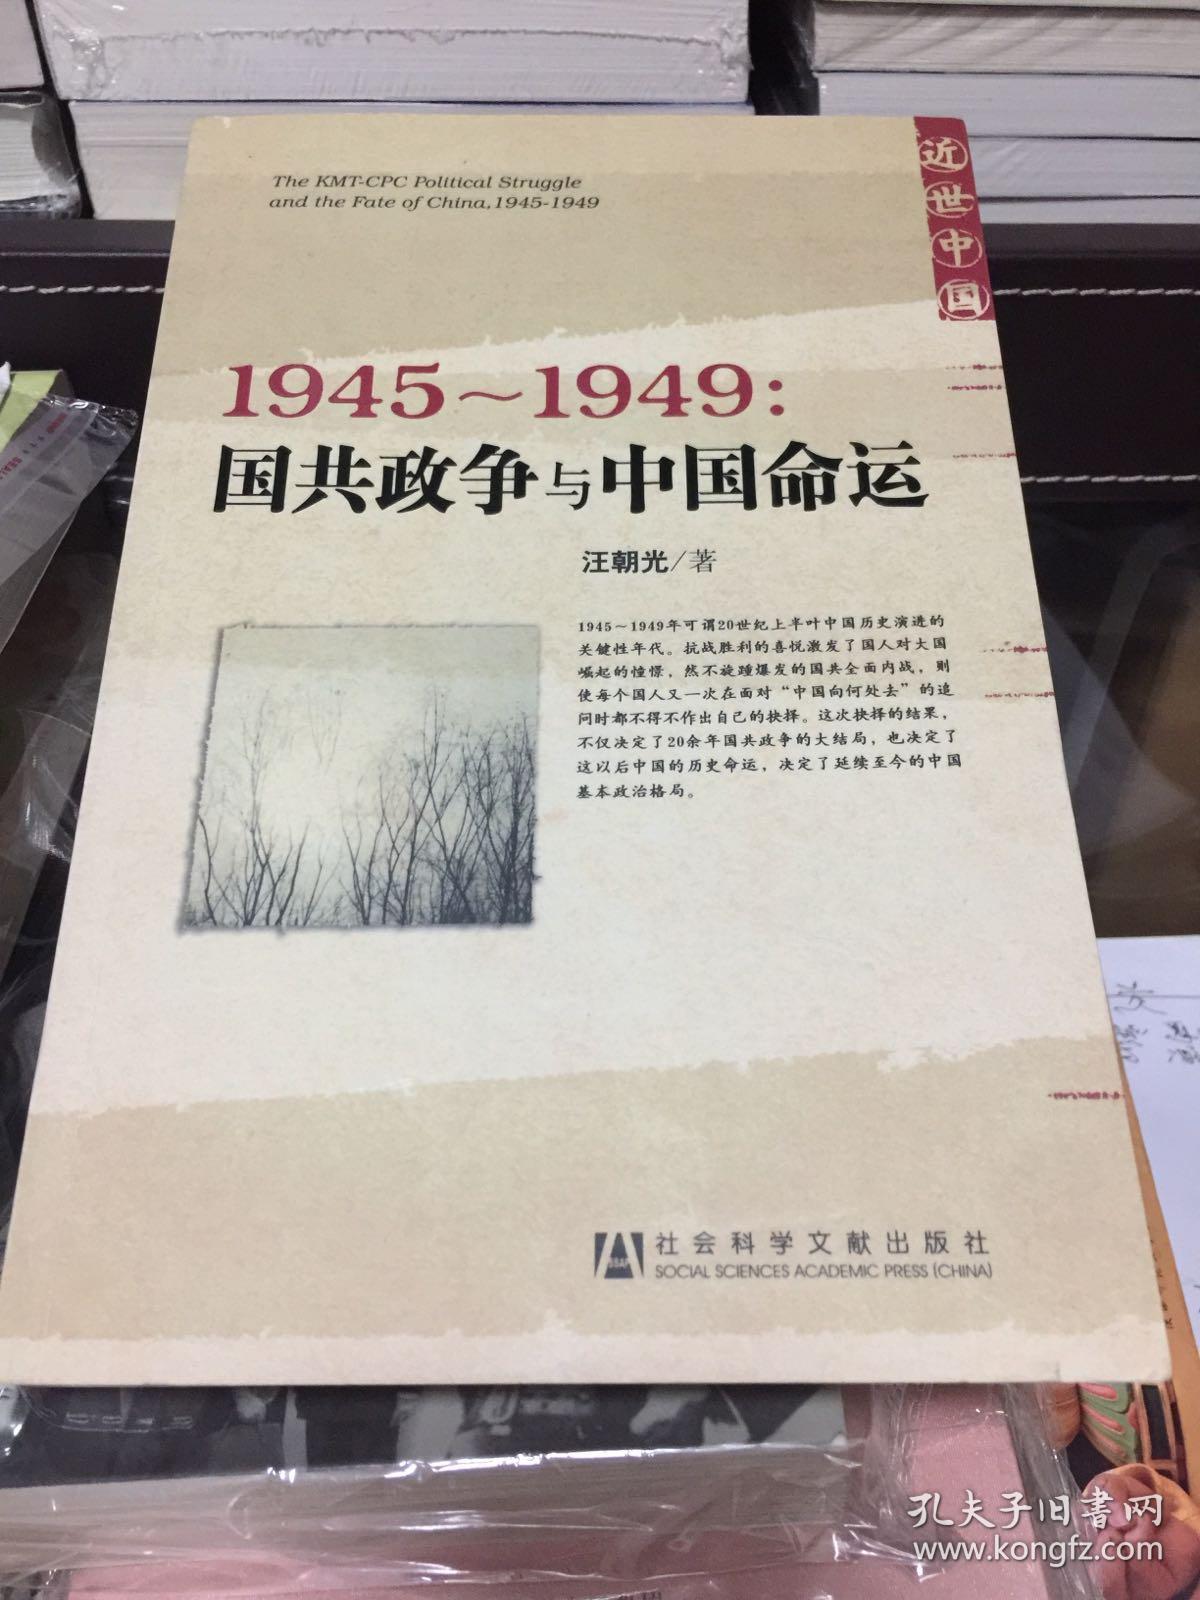 The KMT-CPC Political Struggle
and the Fate of China,1945-1949
近世中国
1945～1949：
国共政争与中国命运
汪朝光/著
1945～1949年可谓20世纪上半叶中国历史演进的
关键性年代。抗战胜利的喜悦激发了国人对大国
崛起的憧憬，然不旋踵爆发的国共全面内战，则
使每个国人又一次在面对“中国向何处去”的追
问时都不得不作出自己的抉择。这次抉择的结果，
不仅决定了20余年国共政争的大结局，也决定了
这以后中国的历史命运，决定了延续至今的中国
基本政治格局。
SSAP
社会科学文献出版社
SOCIAL SCIENCES ACADEMIC PRESS (CHINA)
孔夫子旧书网
www.kongfz.com